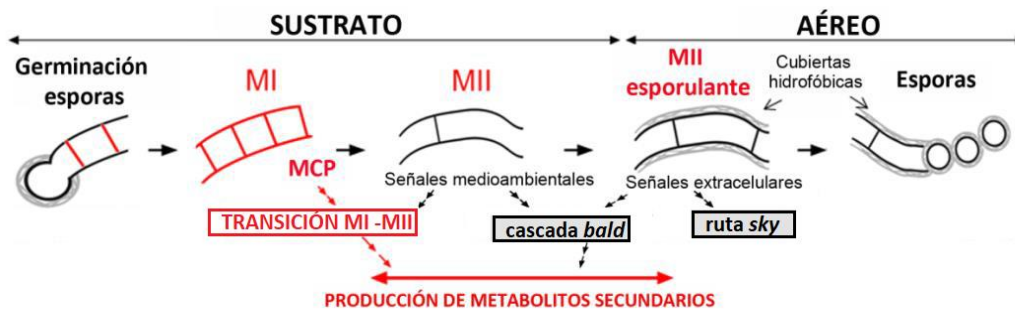 SUSTRATO
AÉREO
Germinación
esporas
MI
MII
MII
esporulante
Cubiertas
hidrofóbicas
Esporas
MCP
Señales medioambientales
Señales extracelulares
TRANSICIÓN MI -MII
cascada bald
ruta sky
PRODUCCIÓN DE METABOLITOS SECUNDARIOS